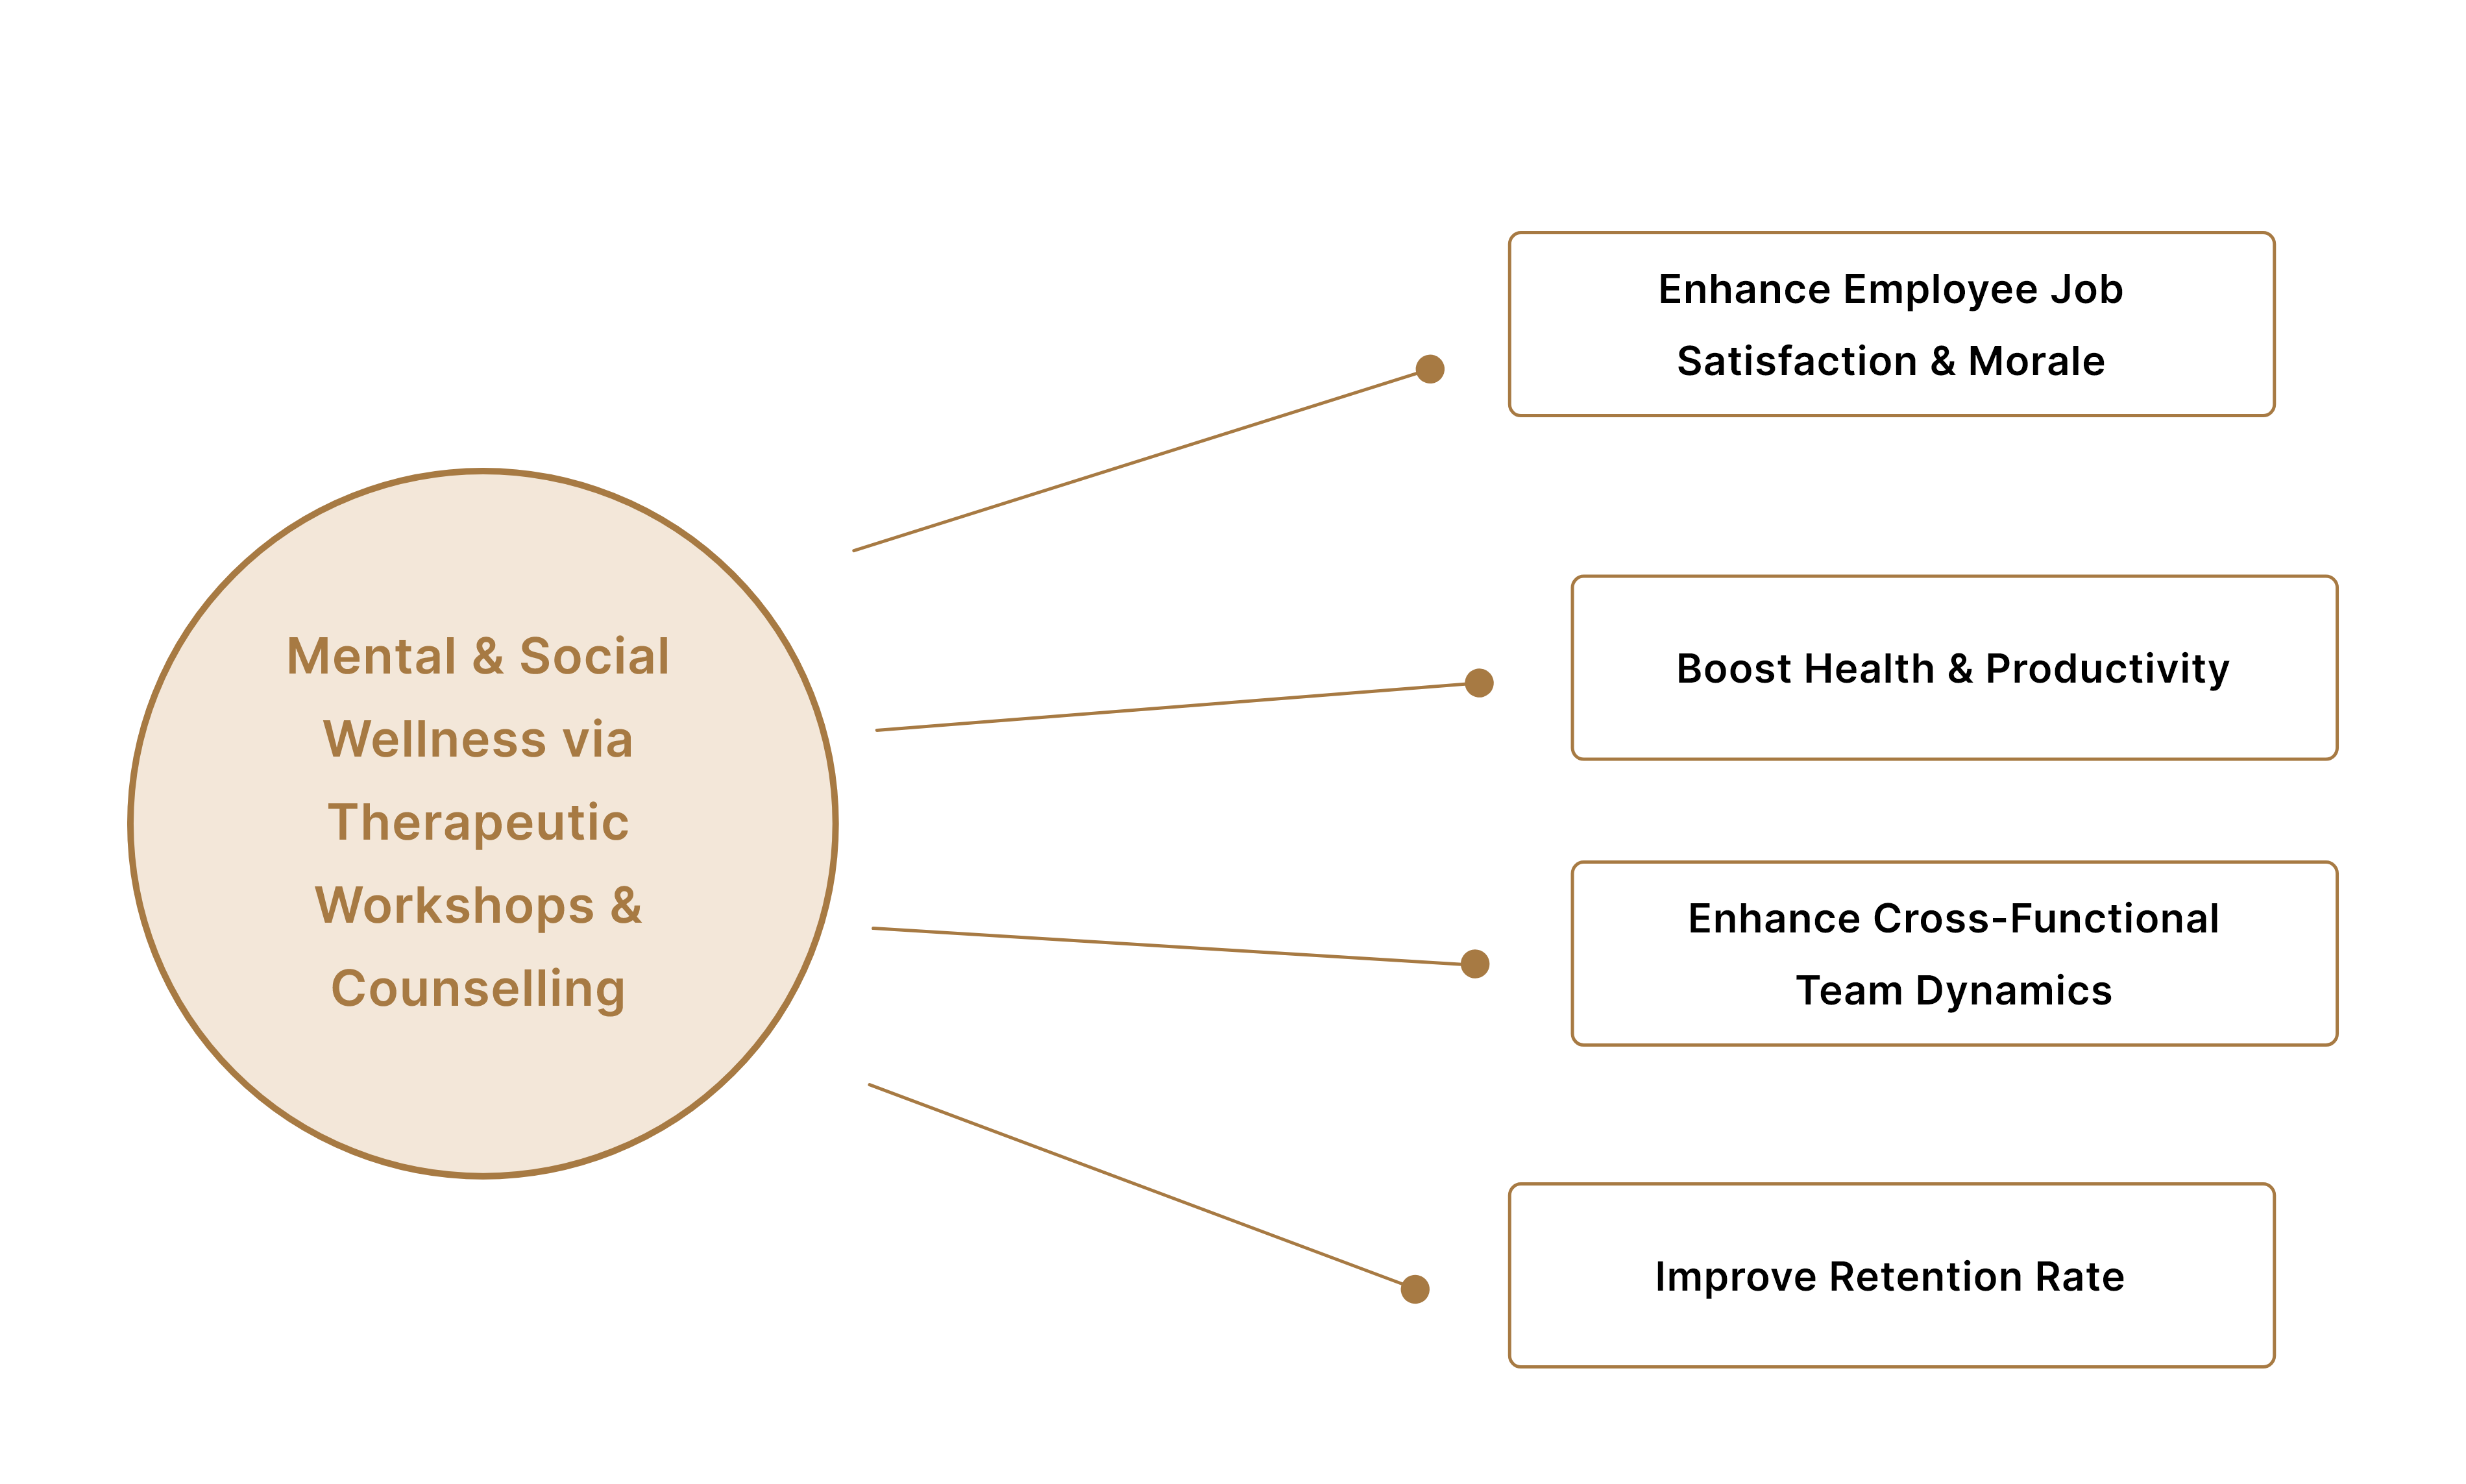 Mental & Social
Wellness via
Therapeutic
Workshops &
Counselling
Enhance Employee Job
Satisfaction & Morale
Boost Health & Productivity
Enhance Cross-Functional
Team Dynamics
Improve Retention Rate